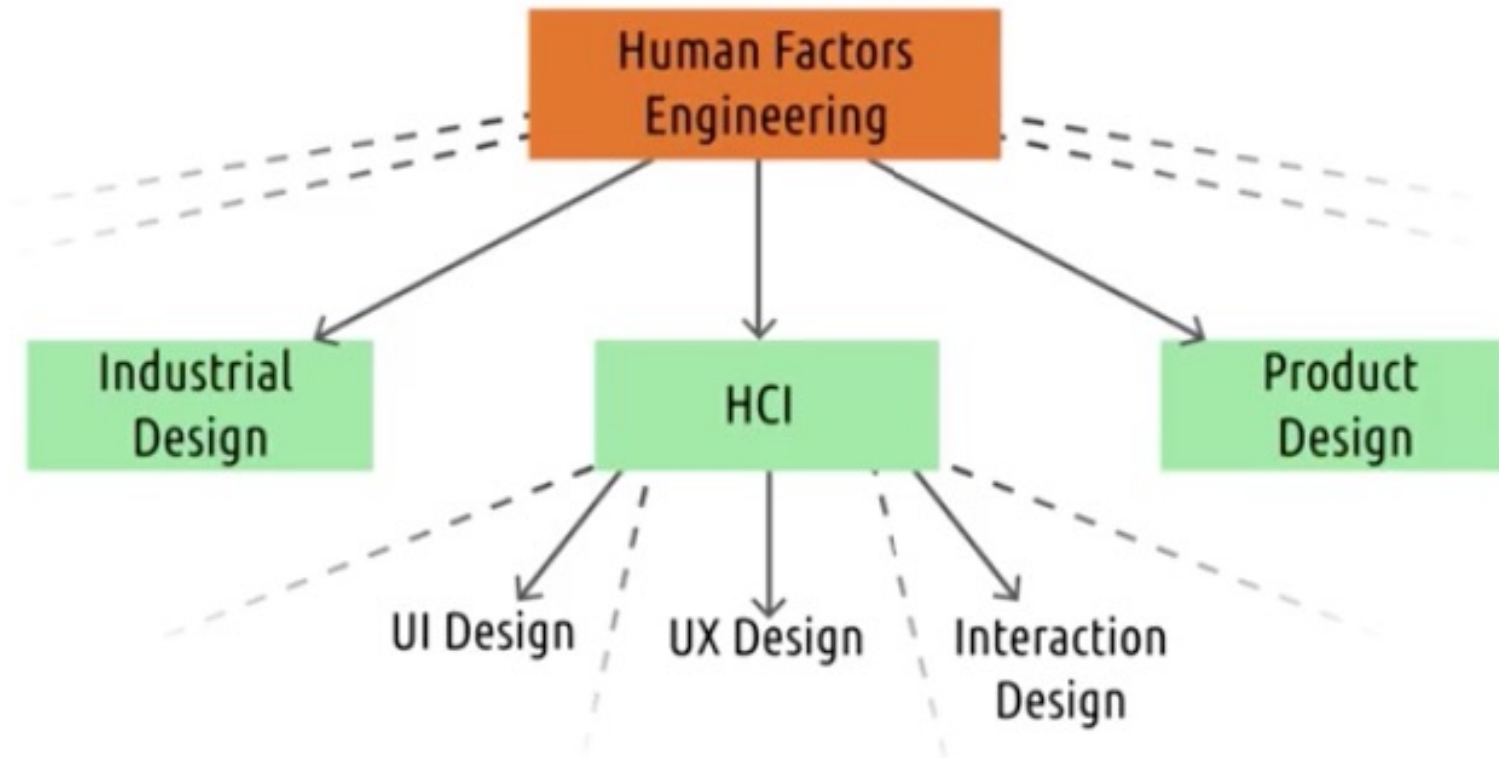 Human Factors
Engineering
Industrial
Design
HCI
Product
Design
UI Design
UX Design
Interaction
Design